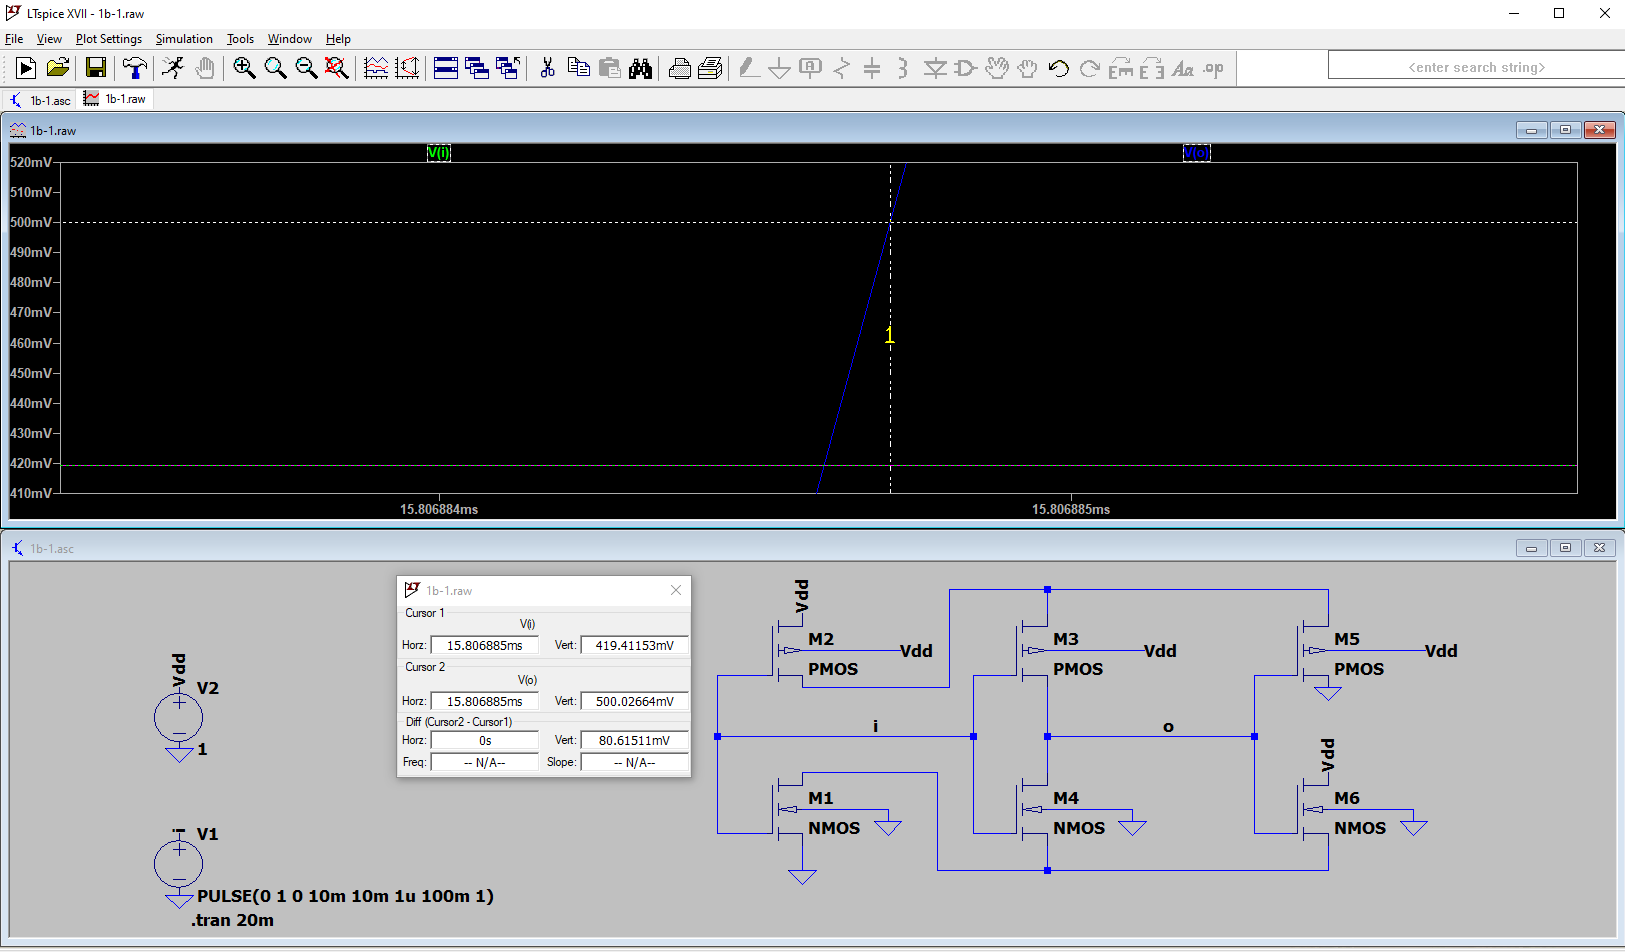 LTspice XVII - 1b-1.raw
File View Plot Settings Simulation Tools Window Help
<enter search string>
1b-1.asc 1b-1.raw
1b-1.raw
V(i) V(o)
520mV
510mV
500mV
490mV
480mV
470mV
460mV
450mV
440mV
430mV
420mV
410mV
1
15.806884ms 15.806885ms
1b-1.asc
1b-1.raw
Cursor 1
V(i)
Horz: 15.806885ms Vert: 419.41153mV
Cursor 2
V(o)
Horz: 15.806885ms Vert: 500.02664mV
Diff (Cursor2 - Cursor1)
Horz: 0s Vert: 80.61511mV
Freq: -- N/A-- Slope: -- N/A--
Vdd
V2
1
i
V1
PULSE(0 1 0 10m 10m 1u 100m 1)
.tran 20m
Vdd
M2
Vdd
PMOS
M3
Vdd
PMOS
M5
Vdd
PMOS
i
o
M1
NMOS
M4
NMOS
Vdd
M6
NMOS